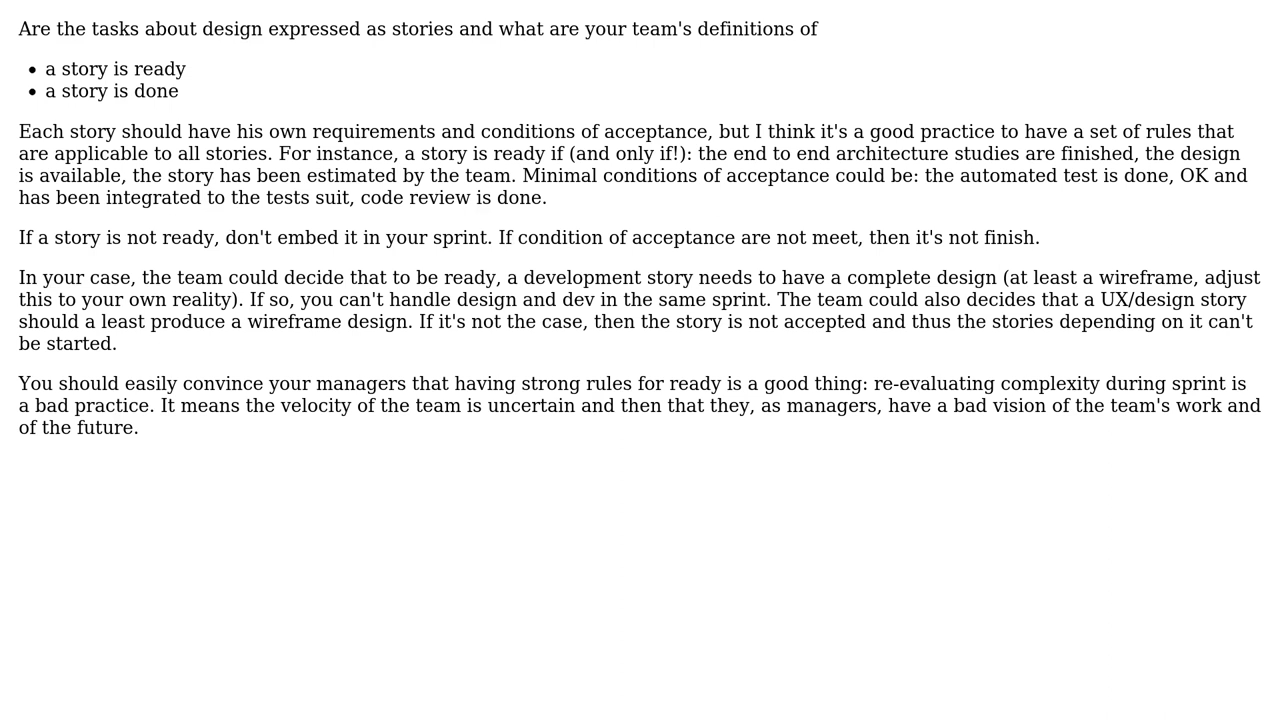 Are the tasks about design expressed as stories and what are your team's definitions of
• a story is ready
• a story is done
Each story should have his own requirements and conditions of acceptance, but I think it's a good practice to have a set of rules that
are applicable to all stories. For instance, a story is ready if (and only if!): the end to end architecture studies are finished, the design
is available, the story has been estimated by the team. Minimal conditions of acceptance could be: the automated test is done, OK and
has been integrated to the tests suit, code review is done.
If a story is not ready, don't embed it in your sprint. If condition of acceptance are not meet, then it's not finish.
In your case, the team could decide that to be ready, a development story needs to have a complete design (at least a wireframe, adjust
this to your own reality). If so, you can't handle design and dev in the same sprint. The team could also decides that a UX/design story
should a least produce a wireframe design. If it's not the case, then the story is not accepted and thus the stories depending on it can't
be started.
You should easily convince your managers that having strong rules for ready is a good thing: re-evaluating complexity during sprint is
a bad practice. It means the velocity of the team is uncertain and then that they, as managers, have a bad vision of the team's work and
of the future.